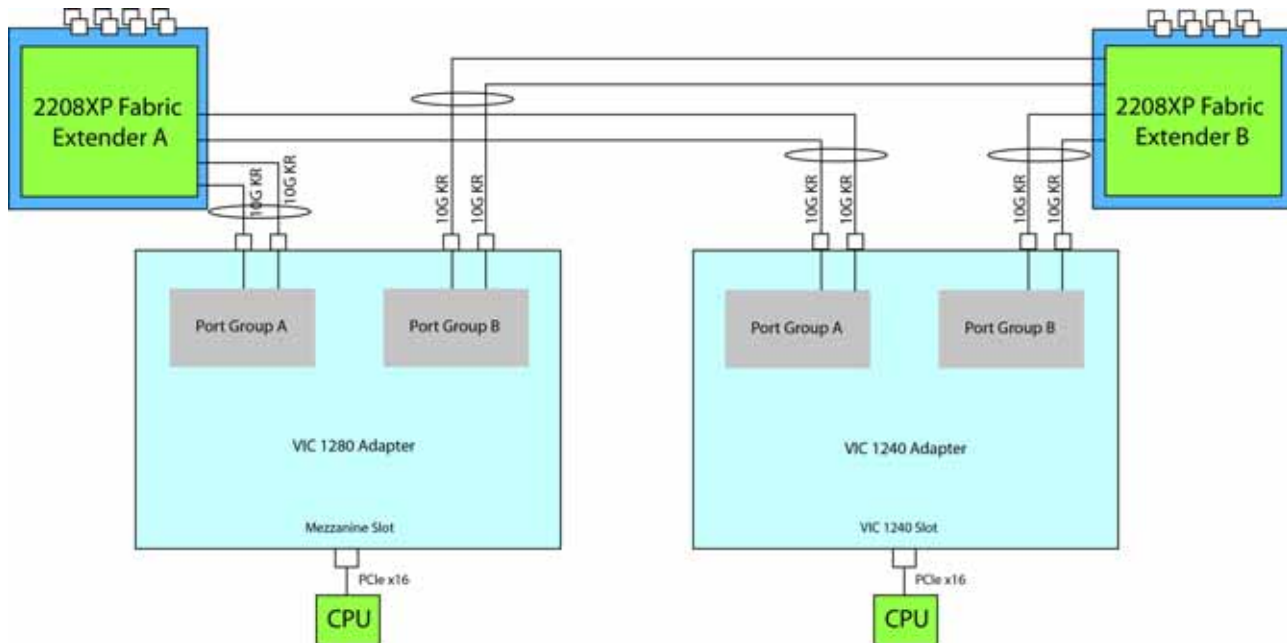 2208XP Fabric
Extender A
2208XP Fabric
Extender B
10G KR
10G KR
10G KR
10G KR
10G KR
10G KR
10G KR
10G KR
Port Group A
Port Group B
Port Group A
Port Group B
VIC 1280 Adapter
VIC 1240 Adapter
Mezzanine Slot
VIC 1240 Slot
PCIe x16
PCIe x16
CPU
CPU